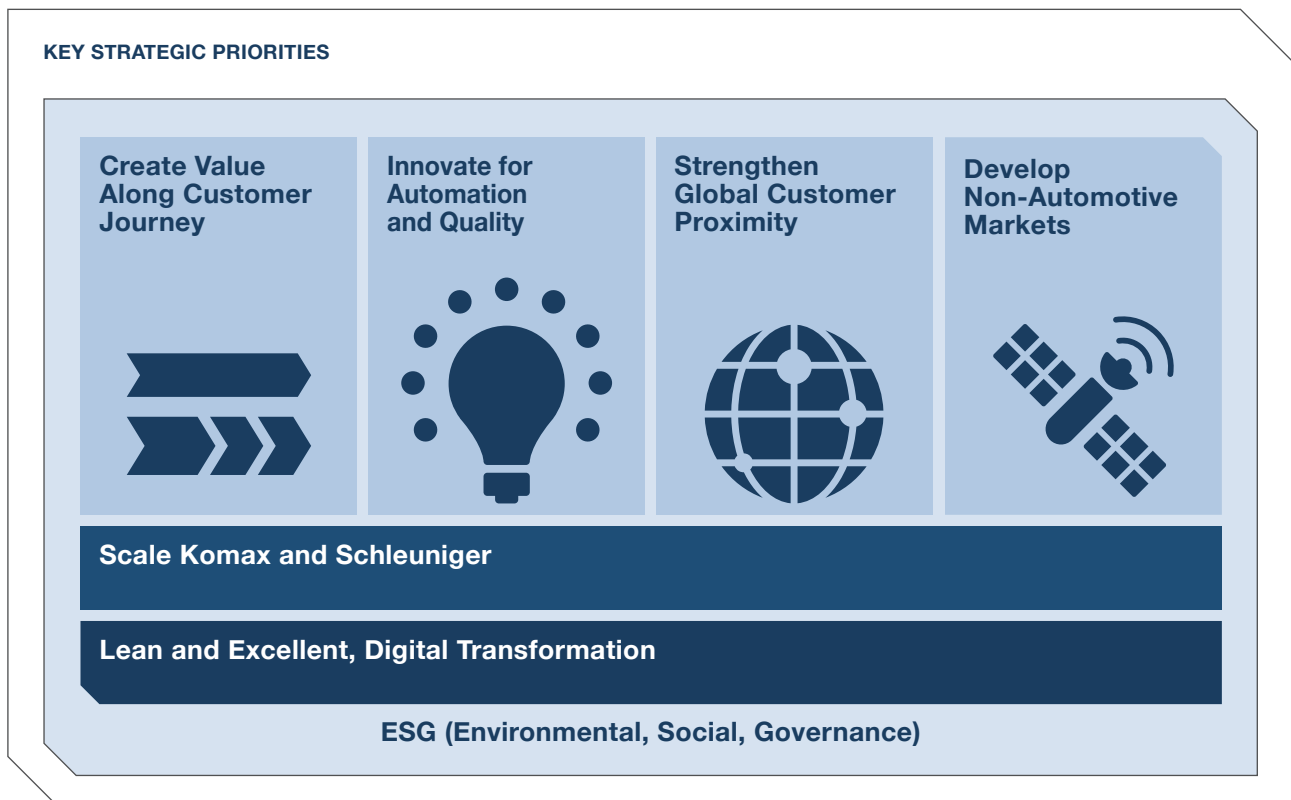 KEY STRATEGIC PRIORITIES
Create Value
Along Customer
Journey
Innovate for
Automation
and Quality
Strengthen
Global Customer
Proximity
Develop
Non-Automotive
Markets
Scale Komax and Schleuniger
Lean and Excellent, Digital Transformation
ESG (Environmental, Social, Governance)